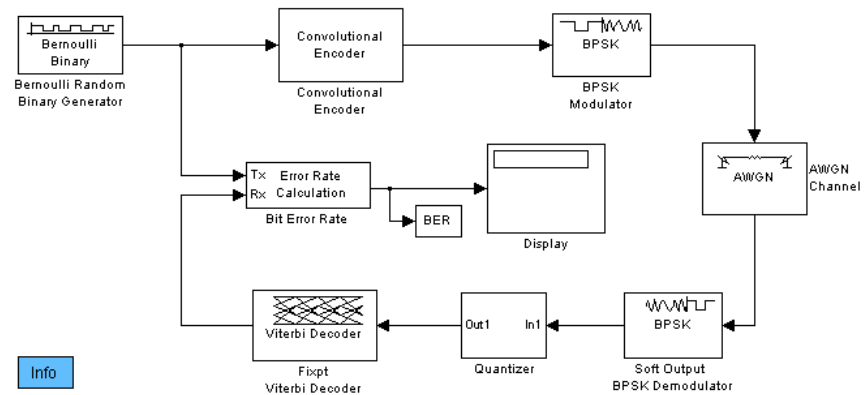 Bernoulli
Binary
Bernoulli Random
Binary Generator
Convolutional
Encoder
Convolutional
Encoder
BPSK
BPSK
Modulator
AWGN
AWGN
Channel
Tx
Rx
Error Rate
Calculation
Bit Error Rate
BER
Display
Viterbi Decoder
Fixpt
Viterbi Decoder
Out1
In1
Quantizer
BPSK
Soft Output
BPSK Demodulator
Info